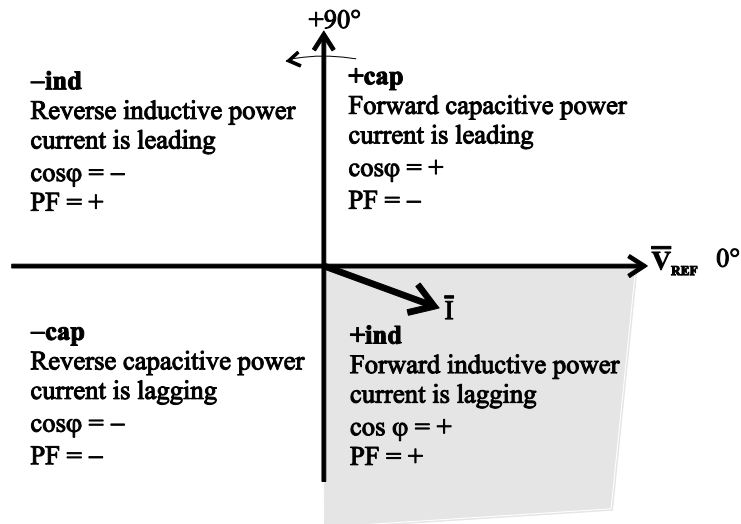 +90°
–ind
Reverse inductive power
current is leading
cosφ = –
PF = +
+cap
Forward capacitive power
current is leading
cosφ = +
PF = –
V̅REF 0°
I̅
–cap
Reverse capacitive power
current is lagging
cosφ = –
PF = –
+ind
Forward inductive power
current is lagging
cos φ = +
PF = +